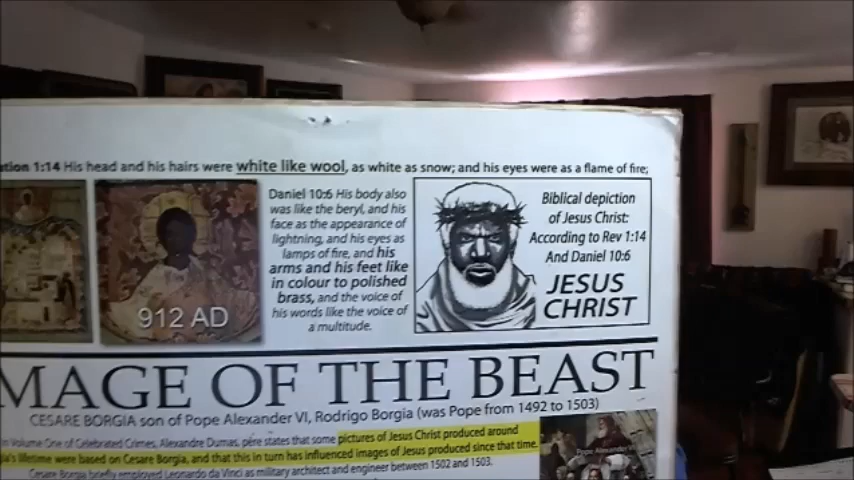 ation 1:14 His head and his hairs were white like wool, as white as snow; and his eyes were as a flame of fire;
912 AD
Daniel 10:6 His body also
was like the beryl, and his
face as the appearance of
lightning, and his eyes as
lamps of fire, and his
arms and his feet like
in colour to polished
brass, and the voice of
his words like the voice of
a multitude.
Biblical depiction
of Jesus Christ:
According to Rev 1:14
And Daniel 10:6
JESUS
CHRIST
MAGE OF THE BEAST
CESARE BORGIA son of Pope Alexander VI, Rodrigo Borgia (was Pope from 1492 to 1503)
In Volume One of Celebrated Crimes, Alexandre Dumas, père states that some pictures of Jesus Christ produced around
gia's lifetime were based on Cesare Borgia, and that this in turn has influenced images of Jesus produced since that time.
Cesare Borgia briefly employed Leonardo da Vinci as military architect and engineer between 1502 and 1503.
Pope Alexander